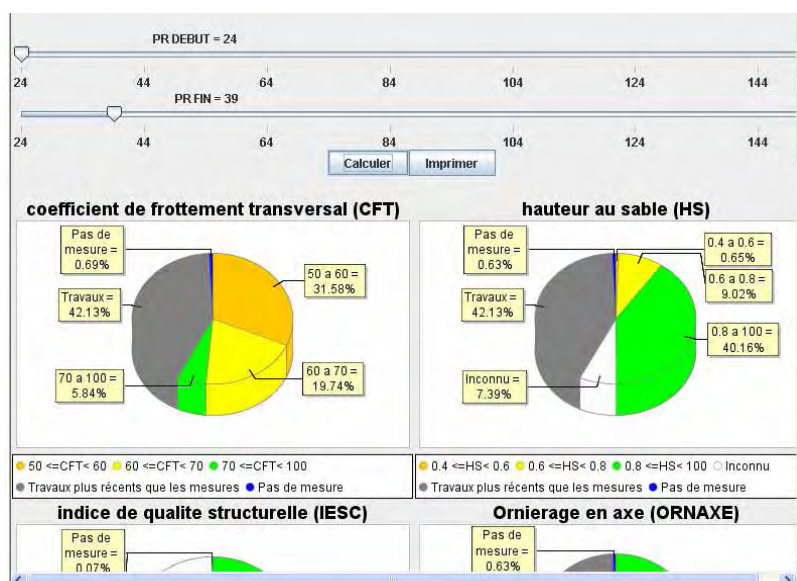 PR DEBUT = 24
24 44 64 84 104 124 144
PR FIN = 39
24 44 64 84 104 124 144
Calculer Imprimer
coefficient de frottement transversal (CFT)
Pas de
mesure =
0.69%
50 a 60 =
31.58%
Travaux =
42.13%
60 a 70 =
19.74%
70 a 100 =
5.84%
50 <=CFT< 60 60 <=CFT< 70 70 <=CFT< 100
Travaux plus récents que les mesures Pas de mesure
hauteur au sable (HS)
Pas de
mesure =
0.63%
0.4 a 0.6 =
0.65%
0.6 a 0.8 =
9.02%
Travaux =
42.13%
0.8 a 100 =
40.16%
Inconnu =
7.39%
0.4 <=HS< 0.6 0.6 <=HS< 0.8 0.8 <=HS< 100 Inconnu
Travaux plus récents que les mesures Pas de mesure
indice de qualite structurelle (IESC)
Pas de
mesure =
0.07%
Ornierage en axe (ORNAXE)
Pas de
mesure =
0.63%